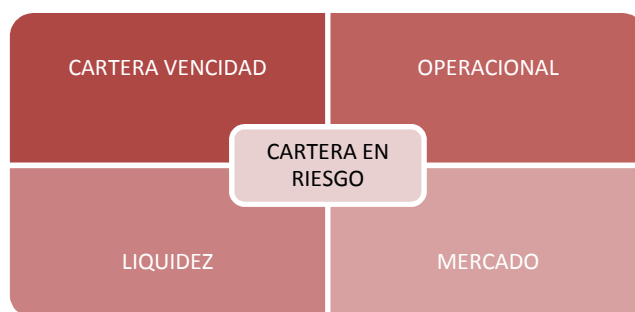 CARTERA VENCIDAD
OPERACIONAL
CARTERA EN
RIESGO
LIQUIDEZ
MERCADO